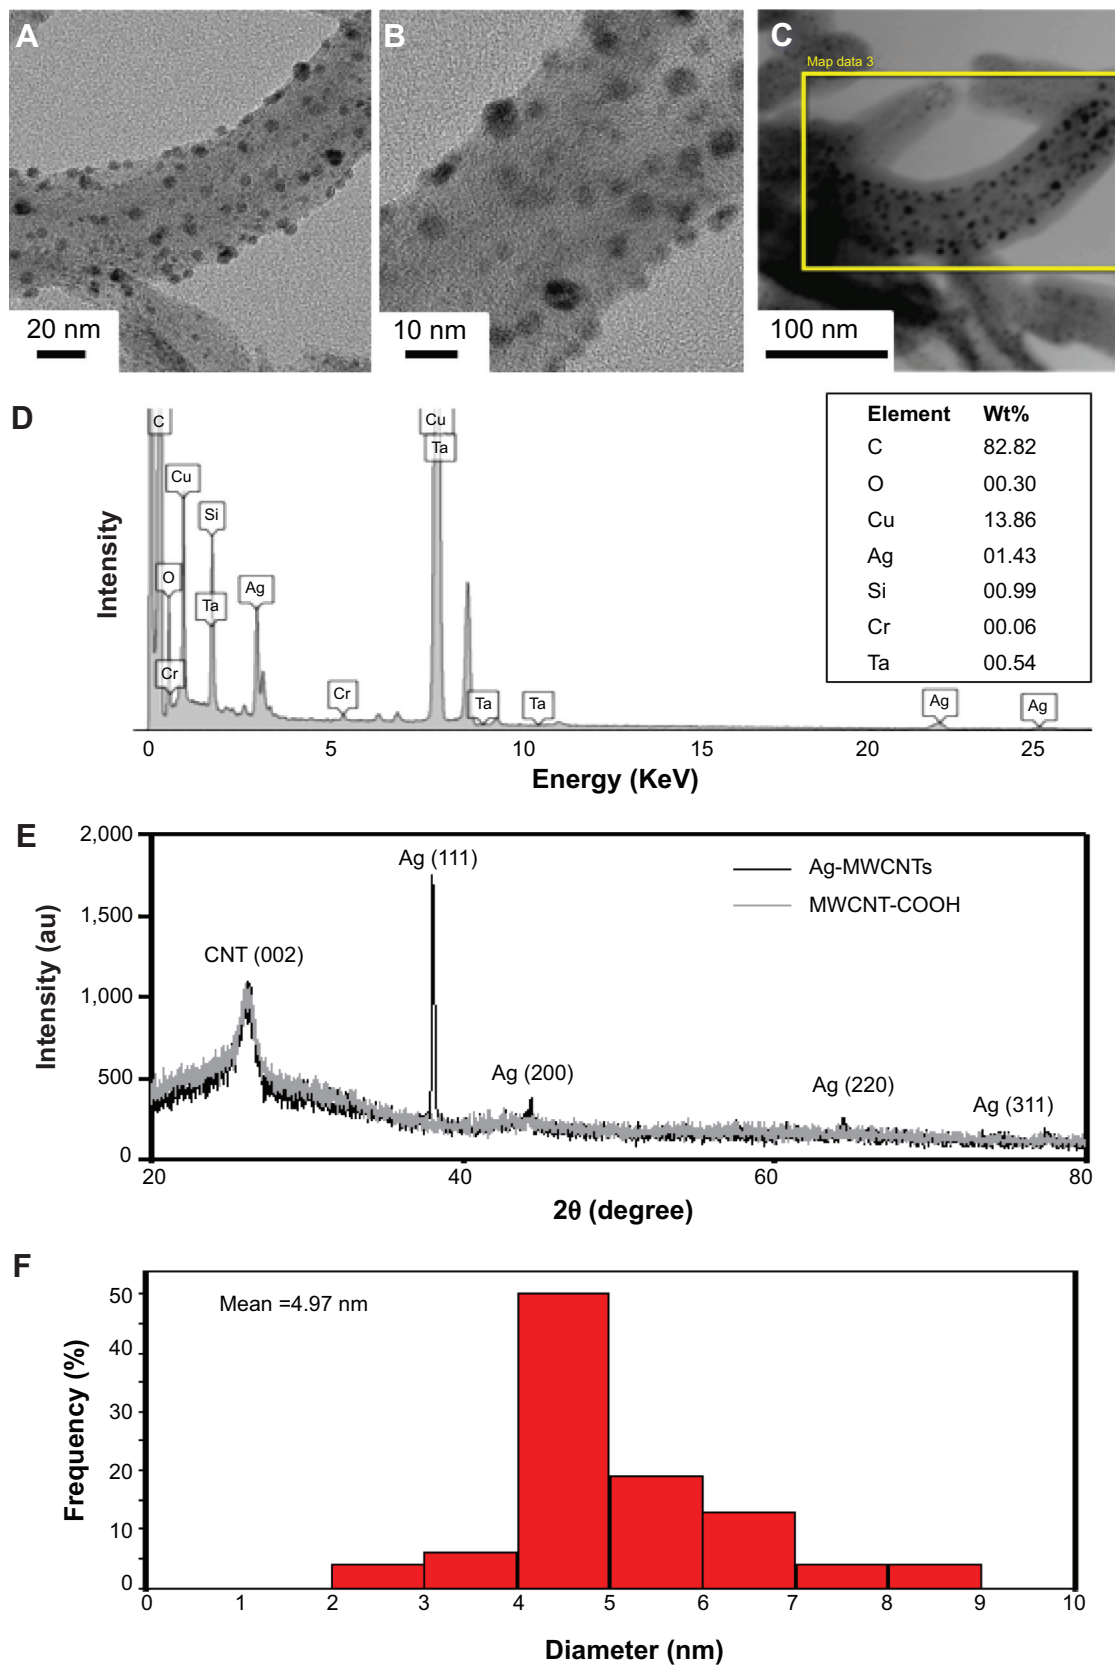 A
B
C
Map data 3
20 nm
10 nm
100 nm
D
C
Cu
Si
O
Ta
Cr
Ag
Cr
Cu
Ta
Ta
Ta
Ag
Ag
Element Wt%
C 82.82
O 00.30
Cu 13.86
Ag 01.43
Si 00.99
Cr 00.06
Ta 00.54
Intensity
0 5 10 15 20 25
Energy (KeV)
E
2,000
1,500
1,000
500
0
Intensity (au)
CNT (002)
Ag (111)
Ag (200)
Ag (220)
Ag (311)
Ag-MWCNTs
MWCNT-COOH
20 40 60 80
2θ (degree)
F
Mean =4.97 nm
50
40
30
20
10
0
Frequency (%)
0 1 2 3 4 5 6 7 8 9 10
Diameter (nm)